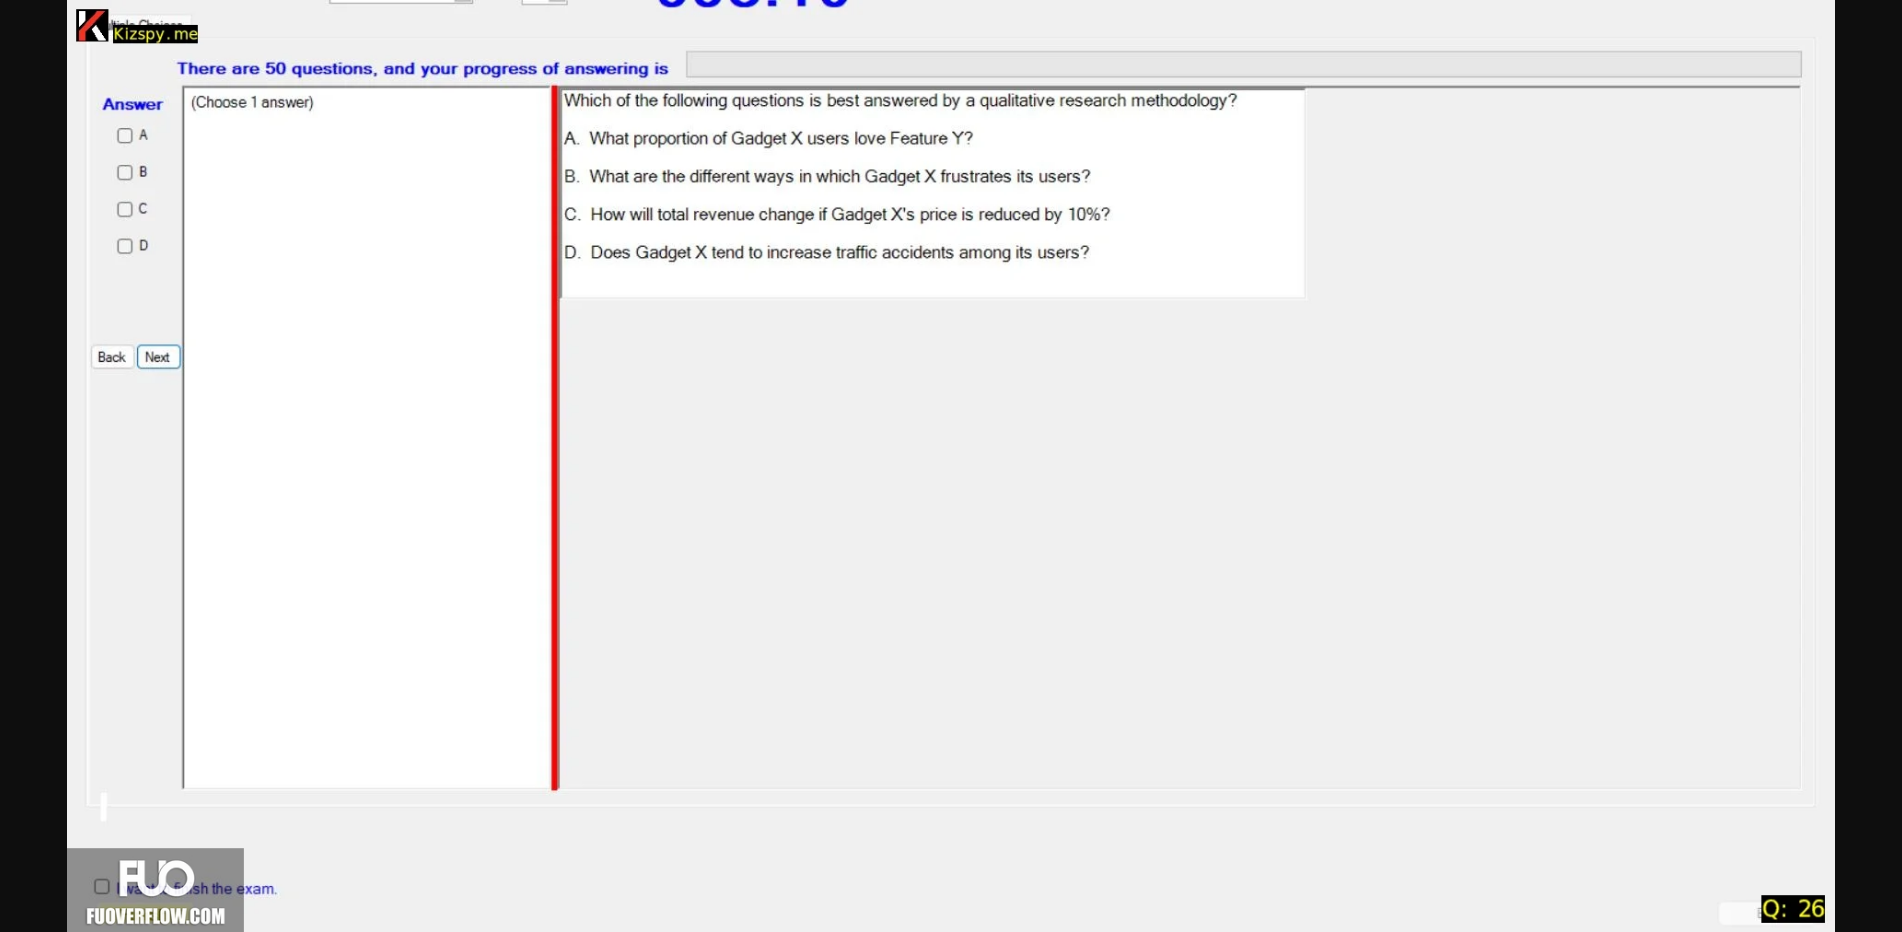 Kizspy.me
There are 50 questions, and your progress of answering is
Answer
(Choose 1 answer)
A
B
C
D
Back
Next
Which of the following questions is best answered by a qualitative research methodology?
A. What proportion of Gadget X users love Feature Y?
B. What are the different ways in which Gadget X frustrates its users?
C. How will total revenue change if Gadget X's price is reduced by 10%?
D. Does Gadget X tend to increase traffic accidents among its users?
FUO
the exam.
FUOVERFLOW.COM
Q: 26